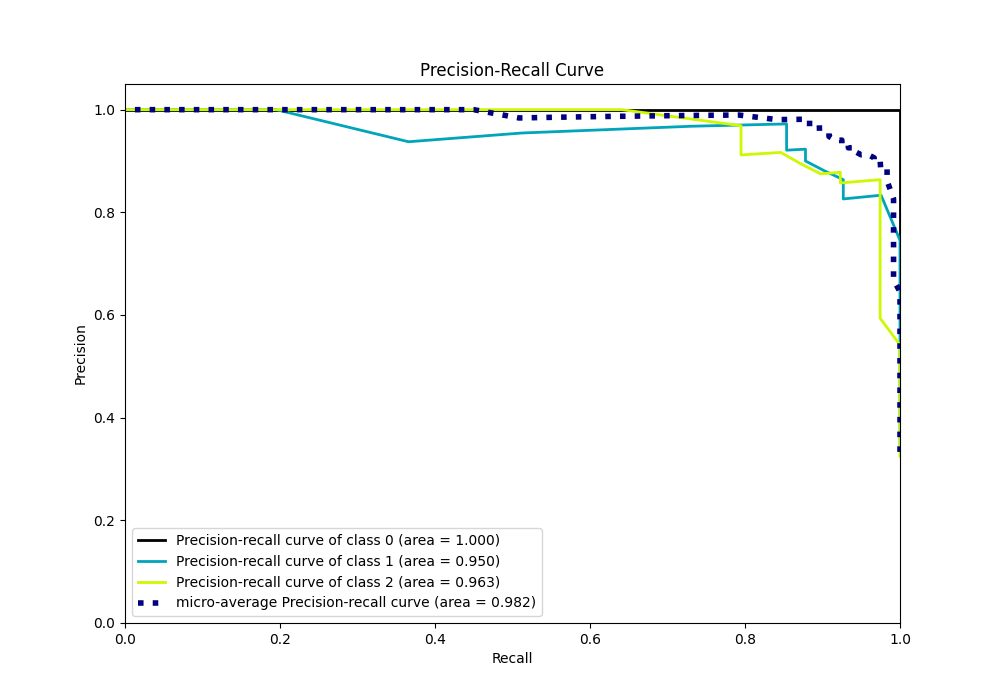 Precision-Recall Curve
1.0
0.8
0.6
0.4
0.2
0.0
Precision
Precision-recall curve of class 0 (area = 1.000)
Precision-recall curve of class 1 (area = 0.950)
Precision-recall curve of class 2 (area = 0.963)
micro-average Precision-recall curve (area = 0.982)
0.0 0.2 0.4 0.6 0.8 1.0
Recall